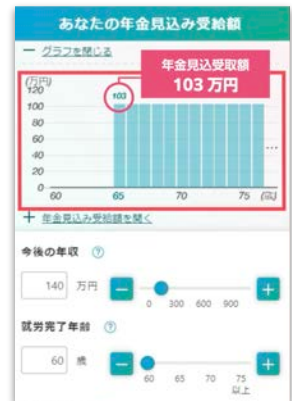 あなたの年金見込み受給額
− グラフを閉じる
年金見込受取額
103 万円
(万円)
120
103
100
80
60
40
20
0
60 65 70 75 (歳)
...
+ 年金見込み受給額を開く
今後の年収 ?
140 万円 − +
0 300 600 900
就労完了年齢 ?
60 歳 − +
60 65 70 75
以上